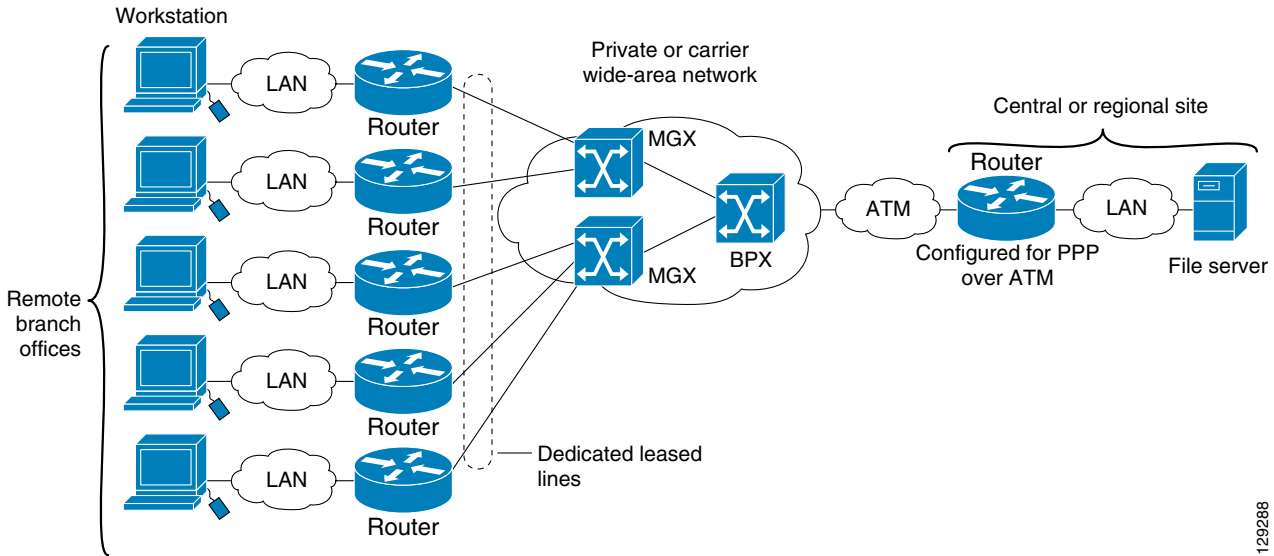 Workstation
Private or carrier
wide-area network
Central or regional site
LAN
Router
MGX
LAN
Router
MGX
BPX
ATM
Router
LAN
Configured for PPP
over ATM
File server
LAN
Router
Remote
branch
offices
LAN
Router
Dedicated leased
lines
LAN
Router
129288